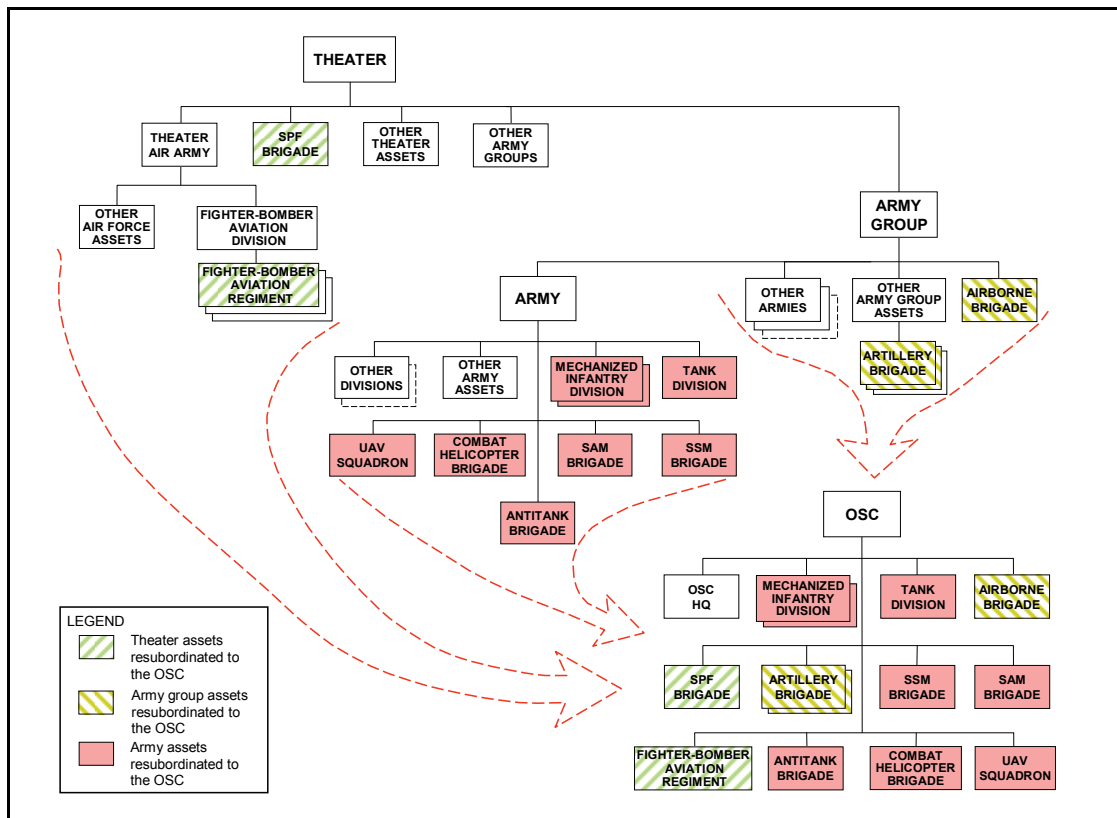 THEATER
THEATER
AIR ARMY
SPF
BRIGADE
OTHER
THEATER
ASSETS
OTHER
ARMY
GROUPS
OTHER
AIR FORCE
ASSETS
FIGHTER-BOMBER
AVIATION
DIVISION
FIGHTER-BOMBER
AVIATION
REGIMENT
ARMY
GROUP
ARMY
OTHER
ARMIES
OTHER
ARMY GROUP
ASSETS
AIRBORNE
BRIGADE
ARTILLERY
BRIGADE
OTHER
DIVISIONS
OTHER
ARMY
ASSETS
MECHANIZED
INFANTRY
DIVISION
TANK
DIVISION
UAV
SQUADRON
COMBAT
HELICOPTER
BRIGADE
SAM
BRIGADE
SSM
BRIGADE
ANTITANK
BRIGADE
OSC
OSC
HQ
MECHANIZED
INFANTRY
DIVISION
TANK
DIVISION
AIRBORNE
BRIGADE
SPF
BRIGADE
ARTILLERY
BRIGADE
SSM
BRIGADE
SAM
BRIGADE
FIGHTER-BOMBER
AVIATION
REGIMENT
ANTITANK
BRIGADE
COMBAT
HELICOPTER
BRIGADE
UAV
SQUADRON
LEGEND
Theater assets
resubordinated to
the OSC
Army group assets
resubordinated to
the OSC
Army assets
resubordinated to
the OSC